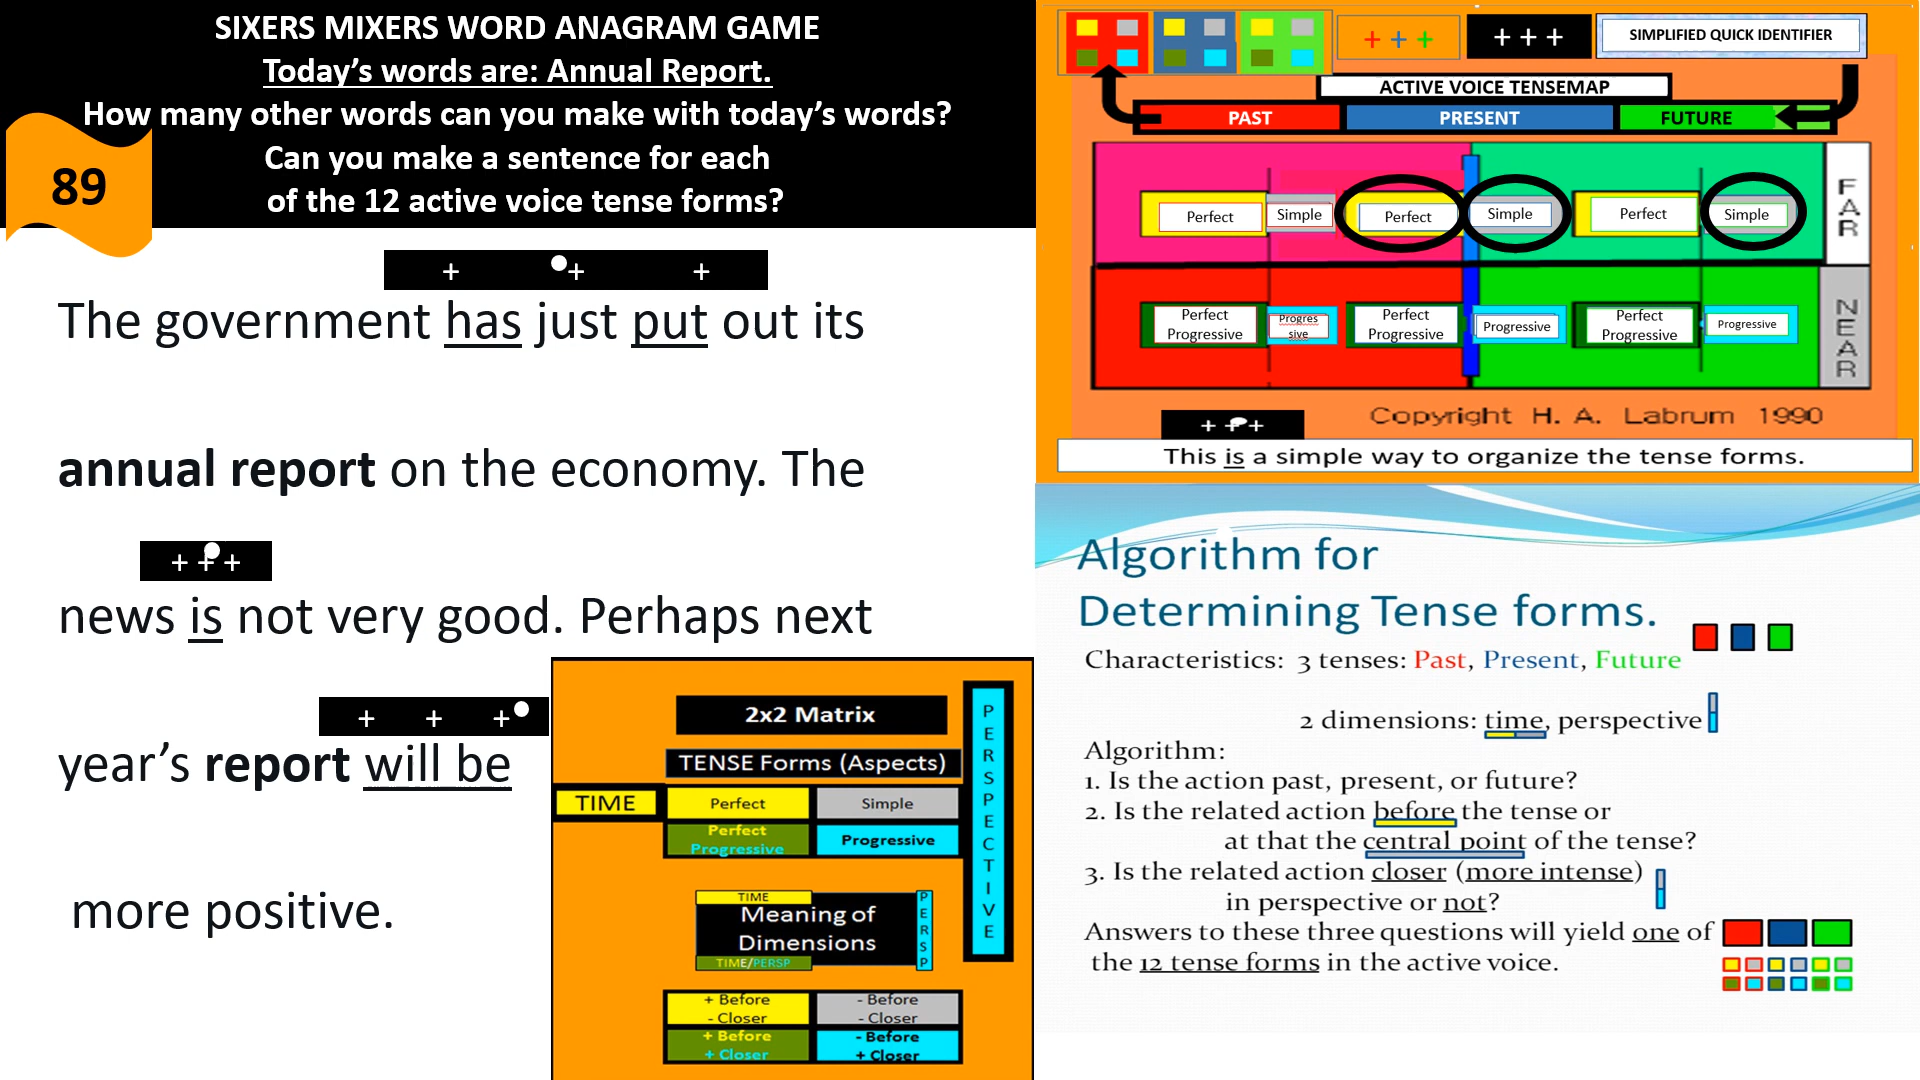 SIXERS MIXERS WORD ANAGRAM GAME
Today's words are: Annual Report.
How many other words can you make with today's words?
Can you make a sentence for each
of the 12 active voice tense forms?
89
+ + +
The government has just put out its
annual report on the economy. The
+ + +
news is not very good. Perhaps next
+ + +
year's report will be
more positive.
2x2 Matrix
TENSE Forms (Aspects)
TIME
Perfect Simple
Perfect Progressive Progressive
PERSPECTIVE
TIME
Meaning of
Dimensions
TIME/PERSP
PERSP
+ Before - Before
- Closer - Closer
+ Before - Before
+ Closer + Closer
+ + + + + + SIMPLIFIED QUICK IDENTIFIER
ACTIVE VOICE TENSEMAP
PAST PRESENT FUTURE
Perfect Simple Perfect Simple Perfect Simple
FAR
Perfect Progressive Progres sive Perfect Progressive Progressive Perfect Progressive Progressive
NEAR
Copyright H. A. Labrum 1990
+ + +
This is a simple way to organize the tense forms.
Algorithm for
Determining Tense forms.
Characteristics: 3 tenses: Past, Present, Future
2 dimensions: time, perspective
Algorithm:
1. Is the action past, present, or future?
2. Is the related action before the tense or
at that the central point of the tense?
3. Is the related action closer (more intense)
in perspective or not?
Answers to these three questions will yield one of
the 12 tense forms in the active voice.